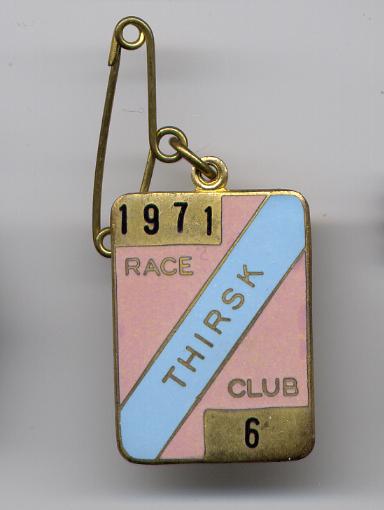 1971
RACE
THIRSK
CLUB
6